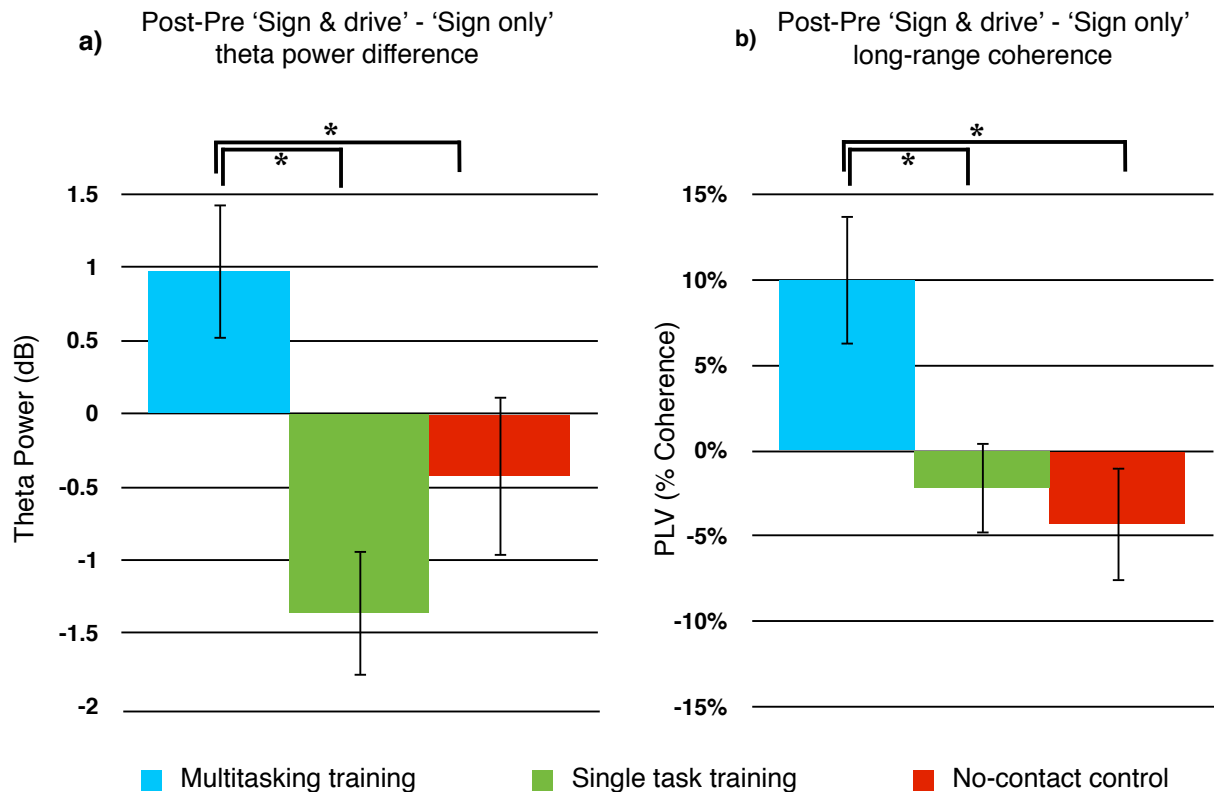 a)
Post-Pre ‘Sign & drive’ - ‘Sign only’
theta power difference
*
*
1.5
1
0.5
0
-0.5
-1
-1.5
-2
Theta Power (dB)
b)
Post-Pre ‘Sign & drive’ - ‘Sign only’
long-range coherence
*
*
15%
10%
5%
0%
-5%
-10%
-15%
PLV (% Coherence)
Multitasking training
Single task training
No-contact control